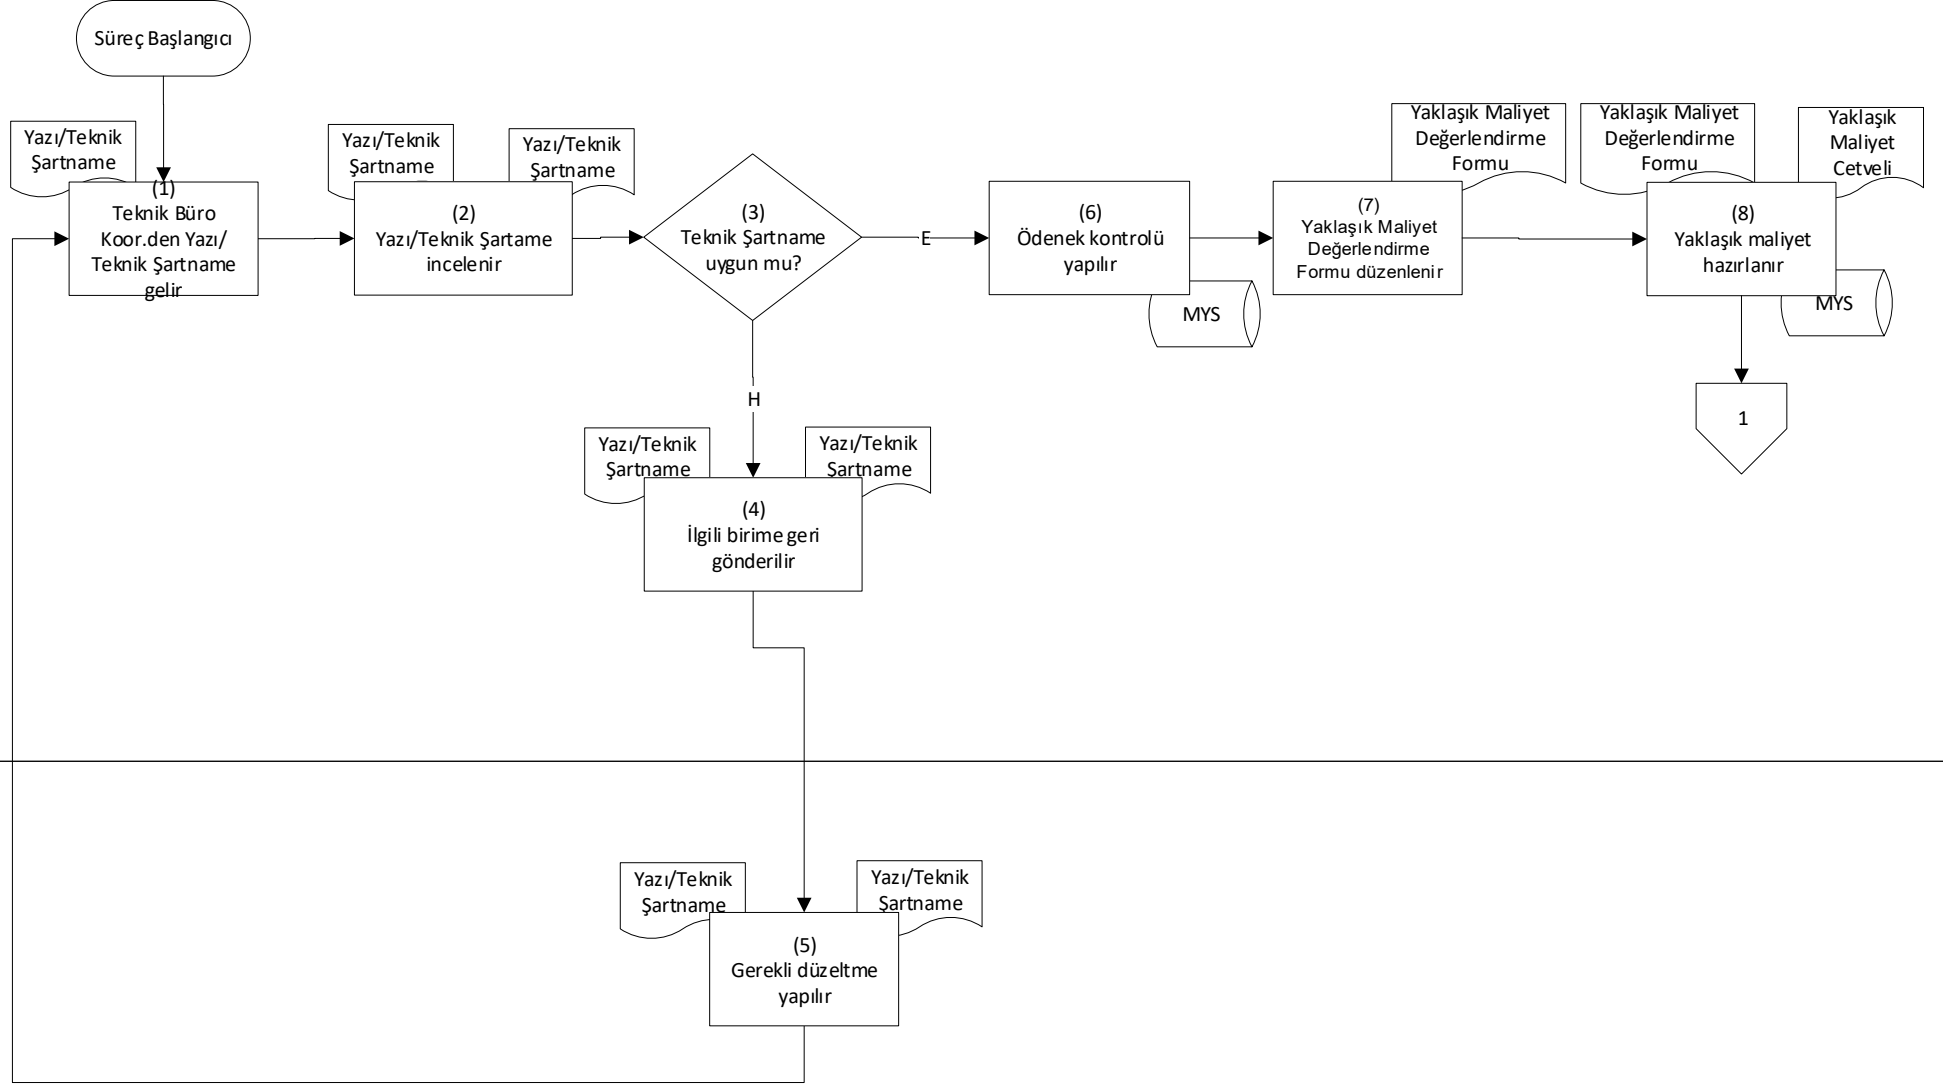 Süreç Başlangıcı
Yazı/Teknik
Şartname
(1)
Teknik Büro
Koor.den Yazı/
Teknik Şartname
gelir
Yazı/Teknik
Şartname
Yazı/Teknik
Şartname
(2)
Yazı/Teknik Şartame
incelenir
(3)
Teknik Şartname
uygun mu?
E
H
(6)
Ödenek kontrolü
yapılır
MYS
Yaklaşık Maliyet
Değerlendirme
Formu
(7)
Yaklaşık Maliyet
Değerlendirme
Formu düzenlenir
Yaklaşık Maliyet
Değerlendirme
Formu
Yaklaşık
Maliyet
Cetveli
(8)
Yaklaşık maliyet
hazırlanır
MYS
1
Yazı/Teknik
Şartname
Yazı/Teknik
Şartname
(4)
İlgili birime geri
gönderilir
Yazı/Teknik
Şartname
Yazı/Teknik
Şartname
(5)
Gerekli düzeltme
yapılır